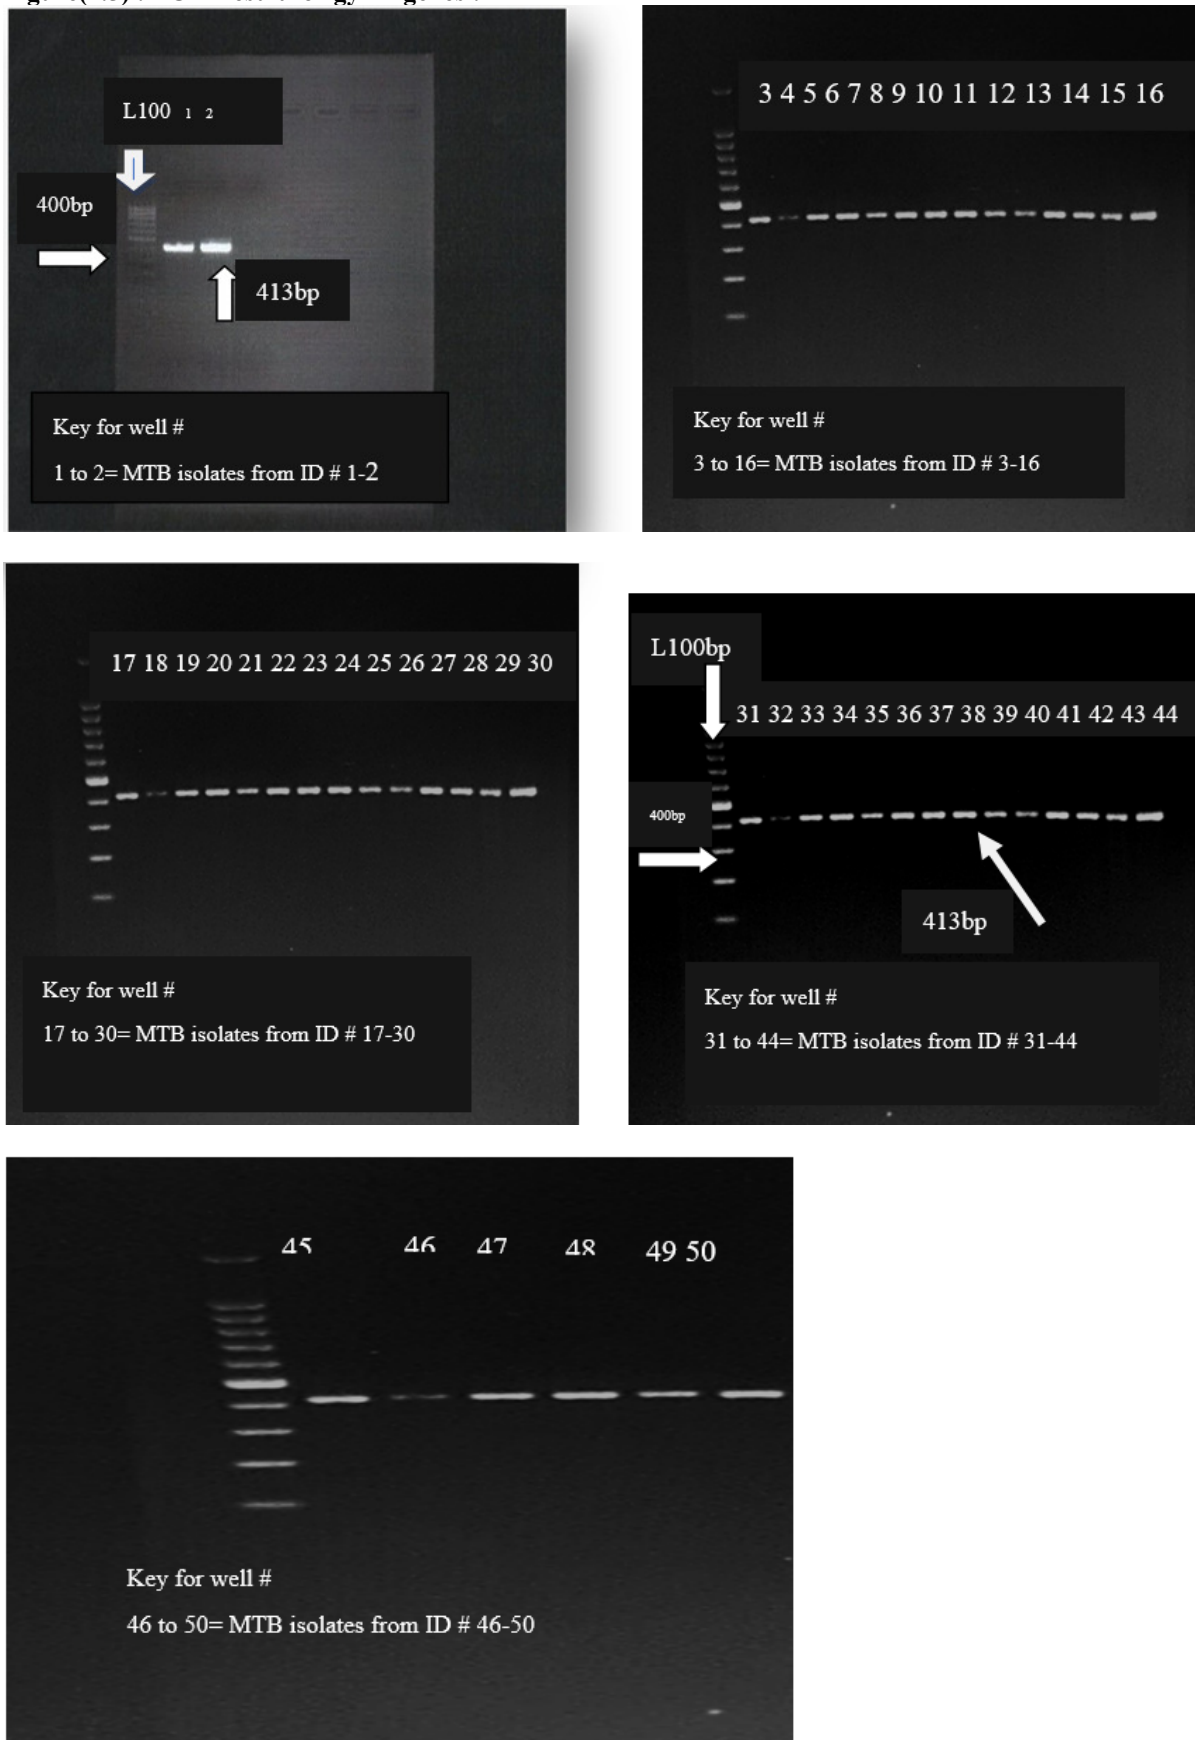 L100 1 2
400bp
413bp
Key for well #
1 to 2= MTB isolates from ID # 1-2
3 4 5 6 7 8 9 10 11 12 13 14 15 16
Key for well #
3 to 16= MTB isolates from ID # 3-16
17 18 19 20 21 22 23 24 25 26 27 28 29 30
Key for well #
17 to 30= MTB isolates from ID # 17-30
L100bp
31 32 33 34 35 36 37 38 39 40 41 42 43 44
400bp
413bp
Key for well #
31 to 44= MTB isolates from ID # 31-44
45 46 47 48 49 50
Key for well #
46 to 50= MTB isolates from ID # 46-50